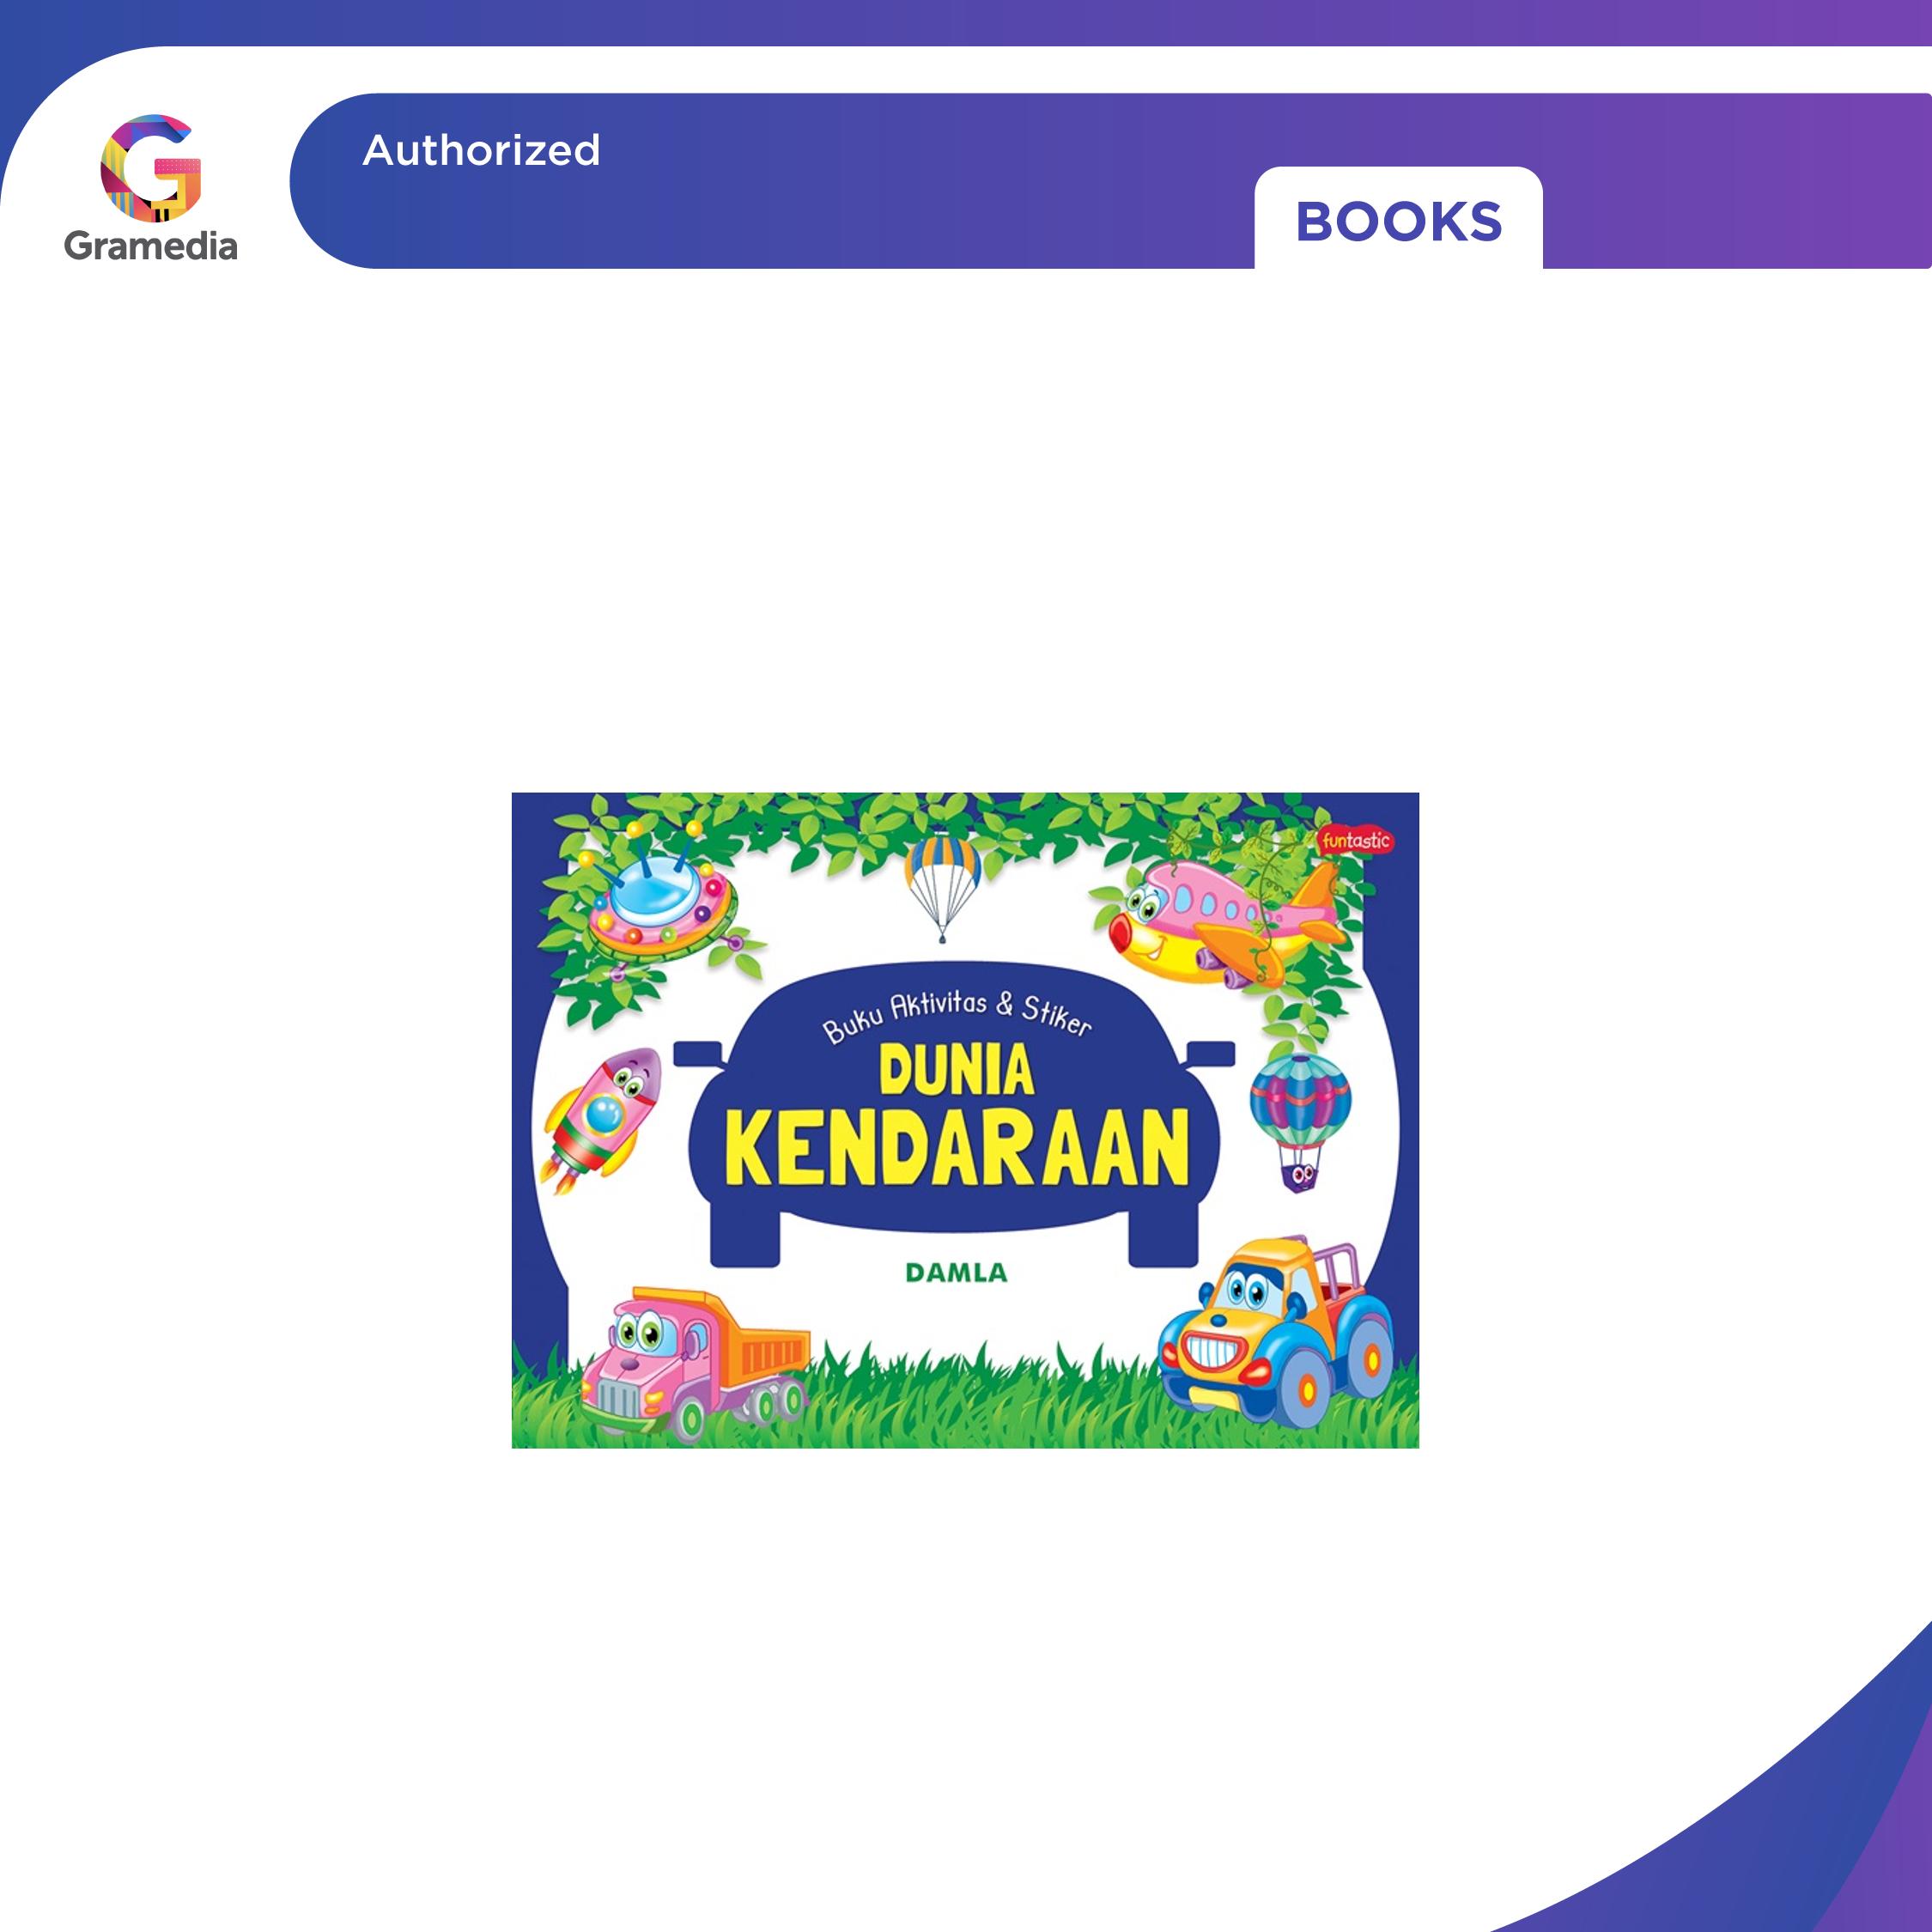 Authorized
Gramedia
BOOKS
funtastic
Buku Aktivitas & Stiker
DUNIA
KENDARAAN
DAMLA